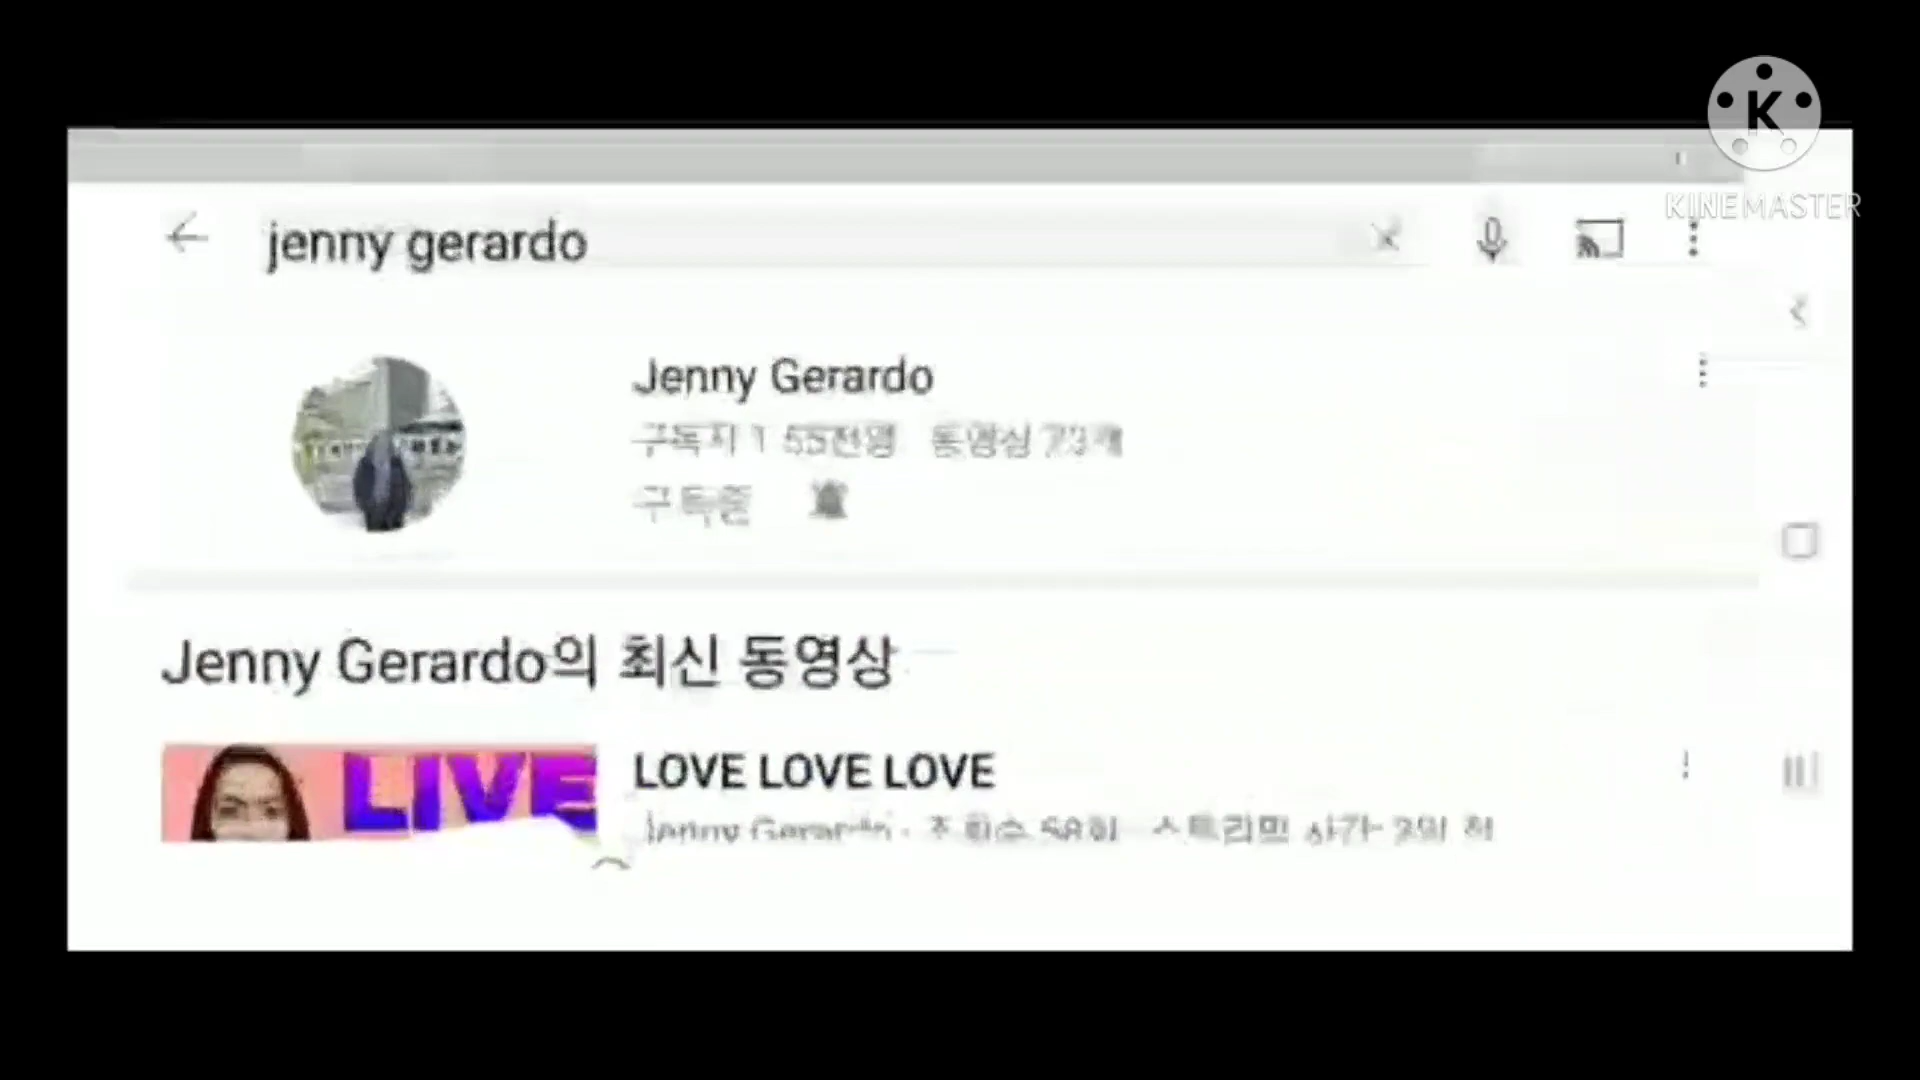 K
KINEMASTER
jenny gerardo
Jenny Gerardo
구독자 1.55천명 동영상 73개
구독중
Jenny Gerardo의 최신 동영상
LIVE
LOVE LOVE LOVE
Jenny Gerardo · 조회수 58회 · 스트리밍 시간 전